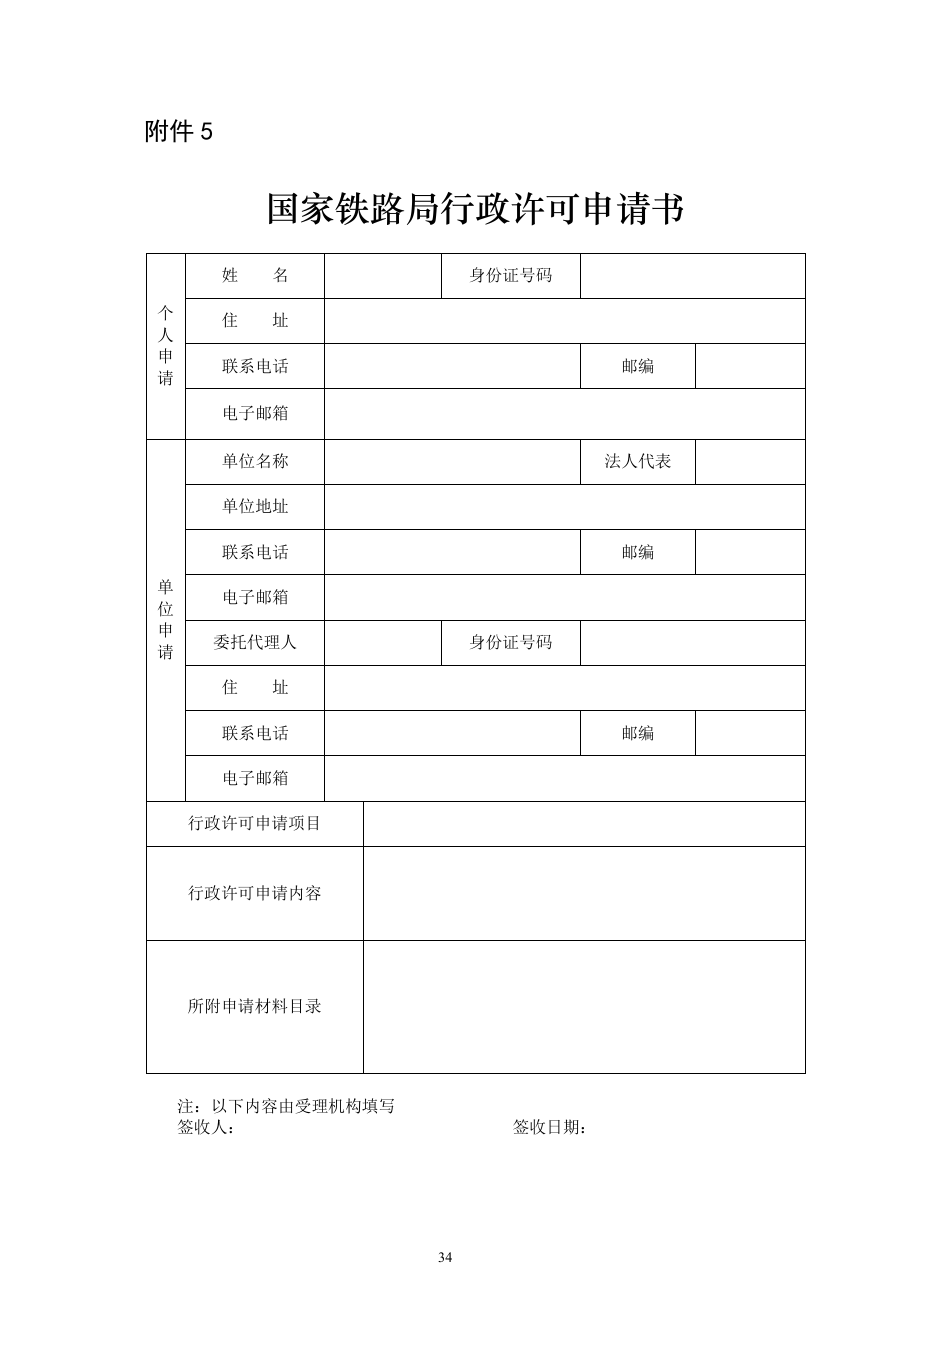 附件 5
国家铁路局行政许可申请书
个人申请
姓 名 身份证号码
住 址
联系电话 邮编
电子邮箱
单位申请
单位名称 法人代表
单位地址
联系电话 邮编
电子邮箱
委托代理人 身份证号码
住 址
联系电话 邮编
电子邮箱
行政许可申请项目
行政许可申请内容
所附申请材料目录
注：以下内容由受理机构填写
签收人： 签收日期：
34